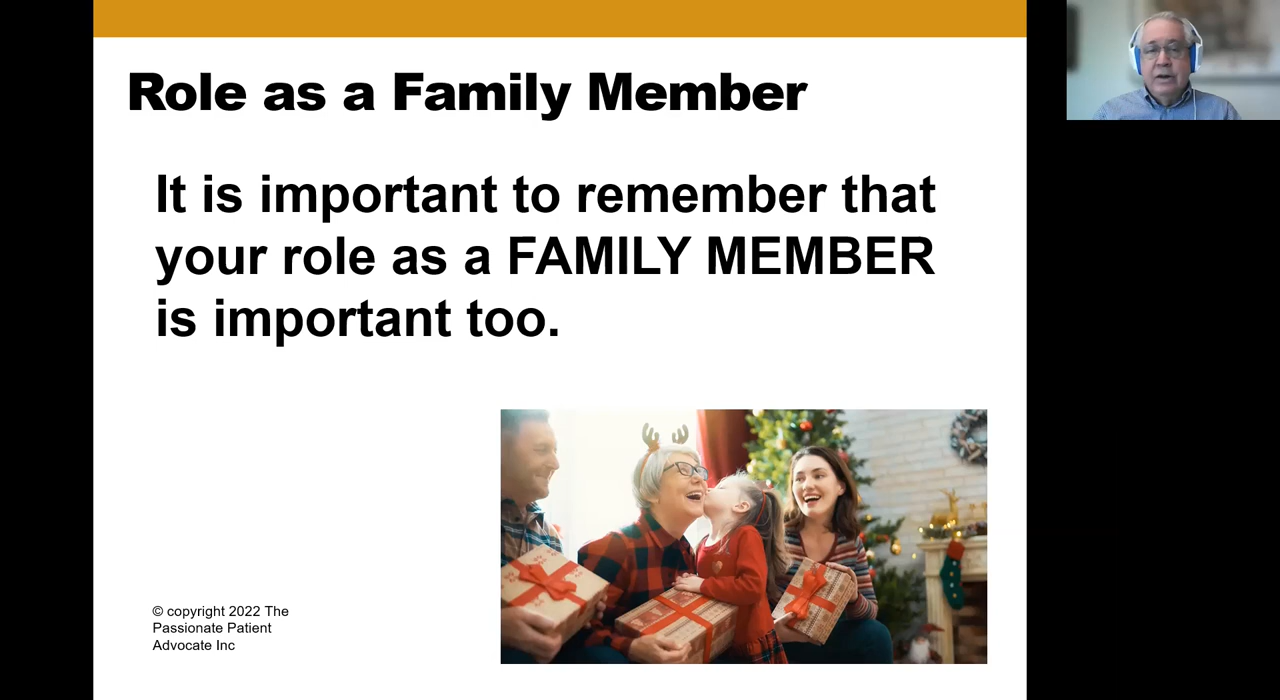 Role as a Family Member
It is important to remember that
your role as a FAMILY MEMBER
is important too.
© copyright 2022 The
Passionate Patient
Advocate Inc